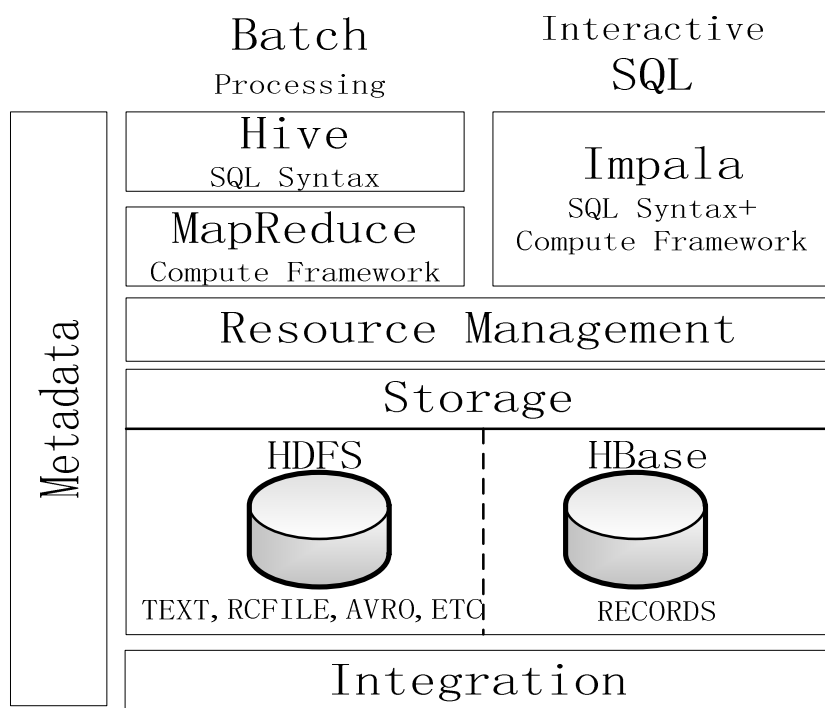 Batch
Processing
Interactive
SQL
Metadata
Hive
SQL Syntax
MapReduce
Compute Framework
Impala
SQL Syntax+
Compute Framework
Resource Management
Storage
HDFS
TEXT, RCFILE, AVRO, ETC
HBase
RECORDS
Integration